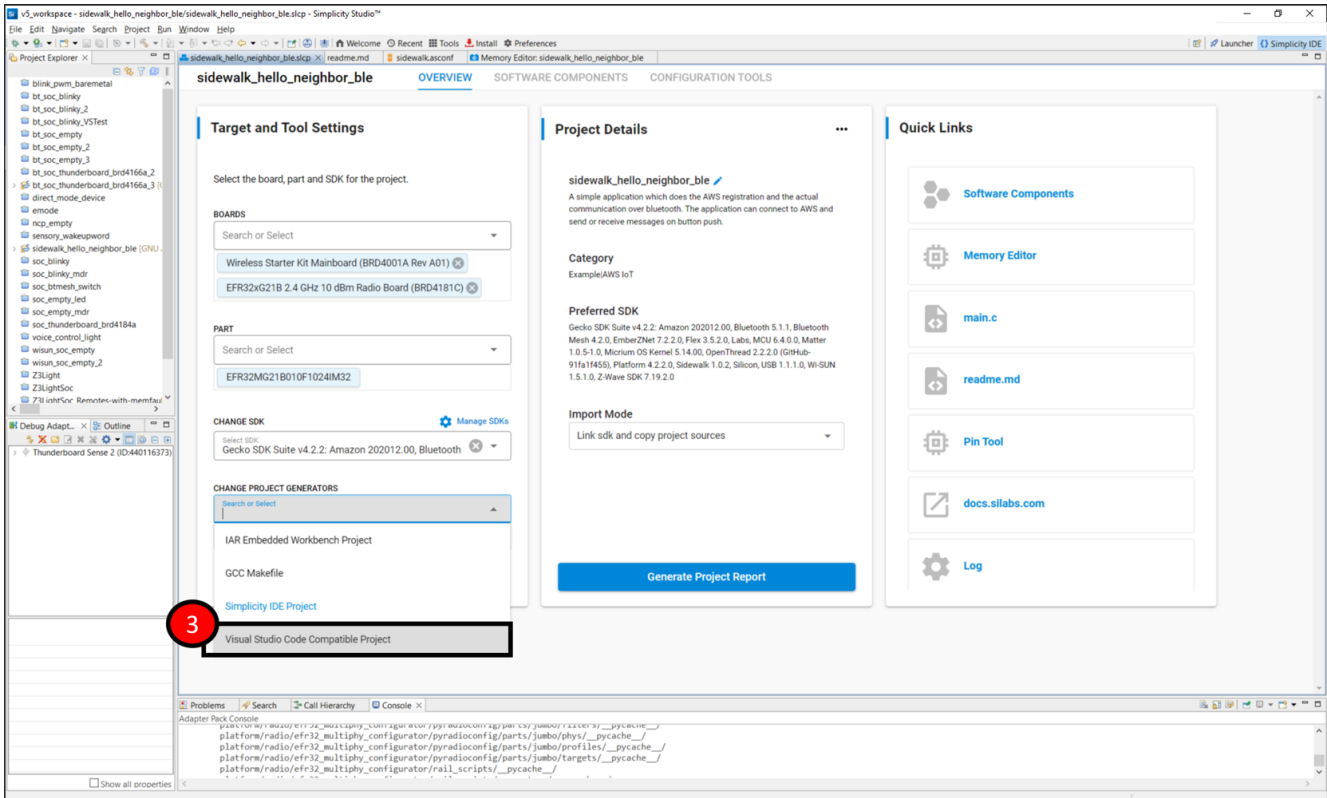 v5_workspace - sidewalk_hello_neighbor_ble/sidewalk_hello_neighbor_ble.slcp - Simplicity Studio™
File Edit Navigate Search Project Run Window Help
Welcome Recent Tools Install Preferences
Launcher {} Simplicity IDE
Project Explorer
sidewalk_hello_neighbor_ble.slcp readme.md sidewalk.asconf Memory Editor: sidewalk_hello_neighbor_ble
blink_pwm_baremetal
bt_soc_blinky
bt_soc_blinky_2
bt_soc_blinky_VSTest
bt_soc_empty
bt_soc_empty_2
bt_soc_empty_3
bt_soc_thunderboard_brd4166a_2
bt_soc_thunderboard_brd4166a_3
direct_mode_device
emode
ncp_empty
sensory_wakeupword
sidewalk_hello_neighbor_ble [GNU
soc_blinky
soc_blinky_mdr
soc_btmesh_switch
soc_empty_led
soc_empty_mdr
soc_thunderboard_brd4184a
voice_control_light
wisun_soc_empty
wisun_soc_empty_2
Z3Light
Z3LightSoc
Z3LightSoc_Remotes-with-memfau
Debug Adapt... Outline
Thunderboard Sense 2 (ID:440116373)
Show all properties
sidewalk_hello_neighbor_ble
OVERVIEW SOFTWARE COMPONENTS CONFIGURATION TOOLS
Target and Tool Settings
Select the board, part and SDK for the project.
BOARDS
Search or Select
Wireless Starter Kit Mainboard (BRD4001A Rev A01)
EFR32xG21B 2.4 GHz 10 dBm Radio Board (BRD4181C)
PART
Search or Select
EFR32MG21B010F1024IM32
CHANGE SDK
Manage SDKs
Select SDK
Gecko SDK Suite v4.2.2: Amazon 202012.00, Bluetooth
CHANGE PROJECT GENERATORS
Search or Select
IAR Embedded Workbench Project
GCC Makefile
Simplicity IDE Project
3
Visual Studio Code Compatible Project
Project Details
sidewalk_hello_neighbor_ble
A simple application which does the AWS registration and the actual
communication over bluetooth. The application can connect to AWS and
send or receive messages on button push.
Category
Example|AWS IoT
Preferred SDK
Gecko SDK Suite v4.2.2: Amazon 202012.00, Bluetooth 5.1.1, Bluetooth
Mesh 4.2.0, EmberZNet 7.2.2.0, Flex 3.5.2.0, Labs, MCU 6.4.0.0, Matter
1.0.5-1.0, Micrium OS Kernel 5.14.00, OpenThread 2.2.2.0 (GitHub-
91fa1f455), Platform 4.2.2.0, Sidewalk 1.0.2, Silicon, USB 1.1.1.0, Wi-SUN
1.5.1.0, Z-Wave SDK 7.19.2.0
Import Mode
Link sdk and copy project sources
Generate Project Report
Quick Links
Software Components
Memory Editor
main.c
readme.md
Pin Tool
docs.silabs.com
Log
Problems Search Call Hierarchy Console
Adapter Pack Console
platform/radio/efr32_multiphy_configurator/pyradioconfig/parts/jumbo/filters/__pycache__/
platform/radio/efr32_multiphy_configurator/pyradioconfig/parts/jumbo/phys/__pycache__/
platform/radio/efr32_multiphy_configurator/pyradioconfig/parts/jumbo/profiles/__pycache__/
platform/radio/efr32_multiphy_configurator/pyradioconfig/parts/jumbo/targets/__pycache__/
platform/radio/efr32_multiphy_configurator/rail_scripts/__pycache__/